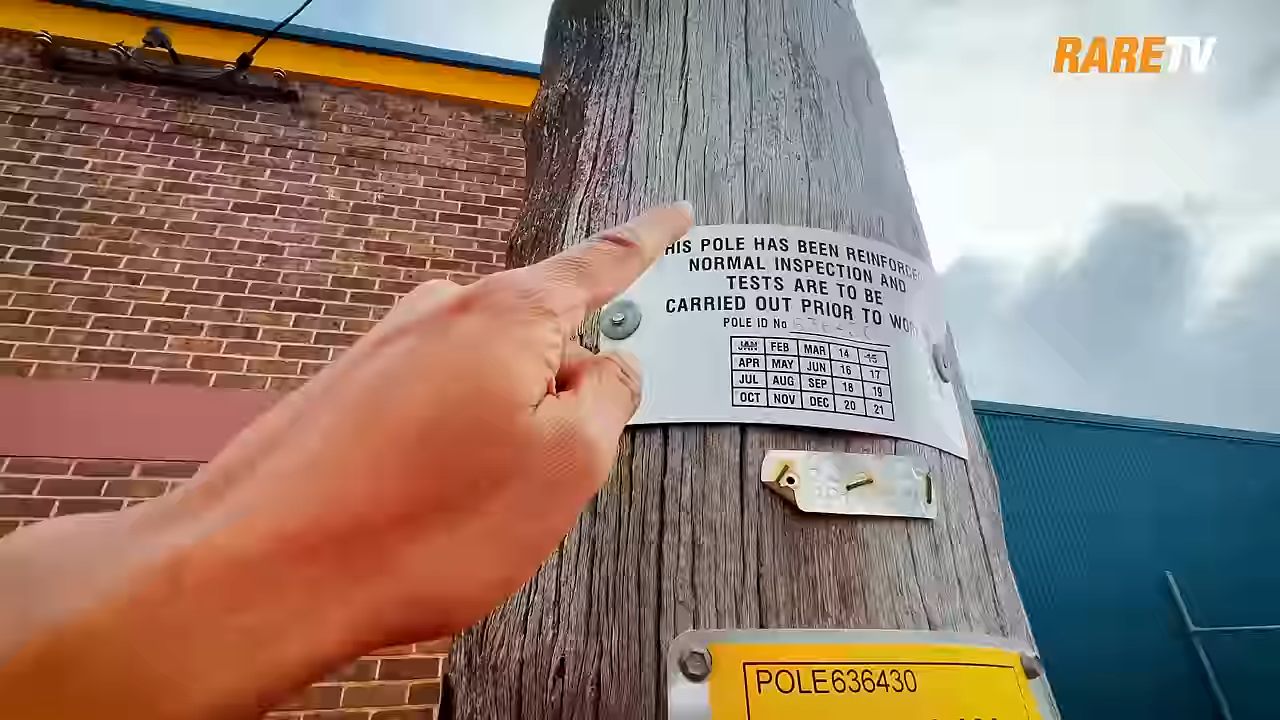 RARETV
HIS POLE HAS BEEN REINFORCE
NORMAL INSPECTION AND
TESTS ARE TO BE
CARRIED OUT PRIOR TO WOR
POLE ID No
JAN FEB MAR 14 15
APR MAY JUN 16 17
JUL AUG SEP 18 19
OCT NOV DEC 20 21
POLE636430